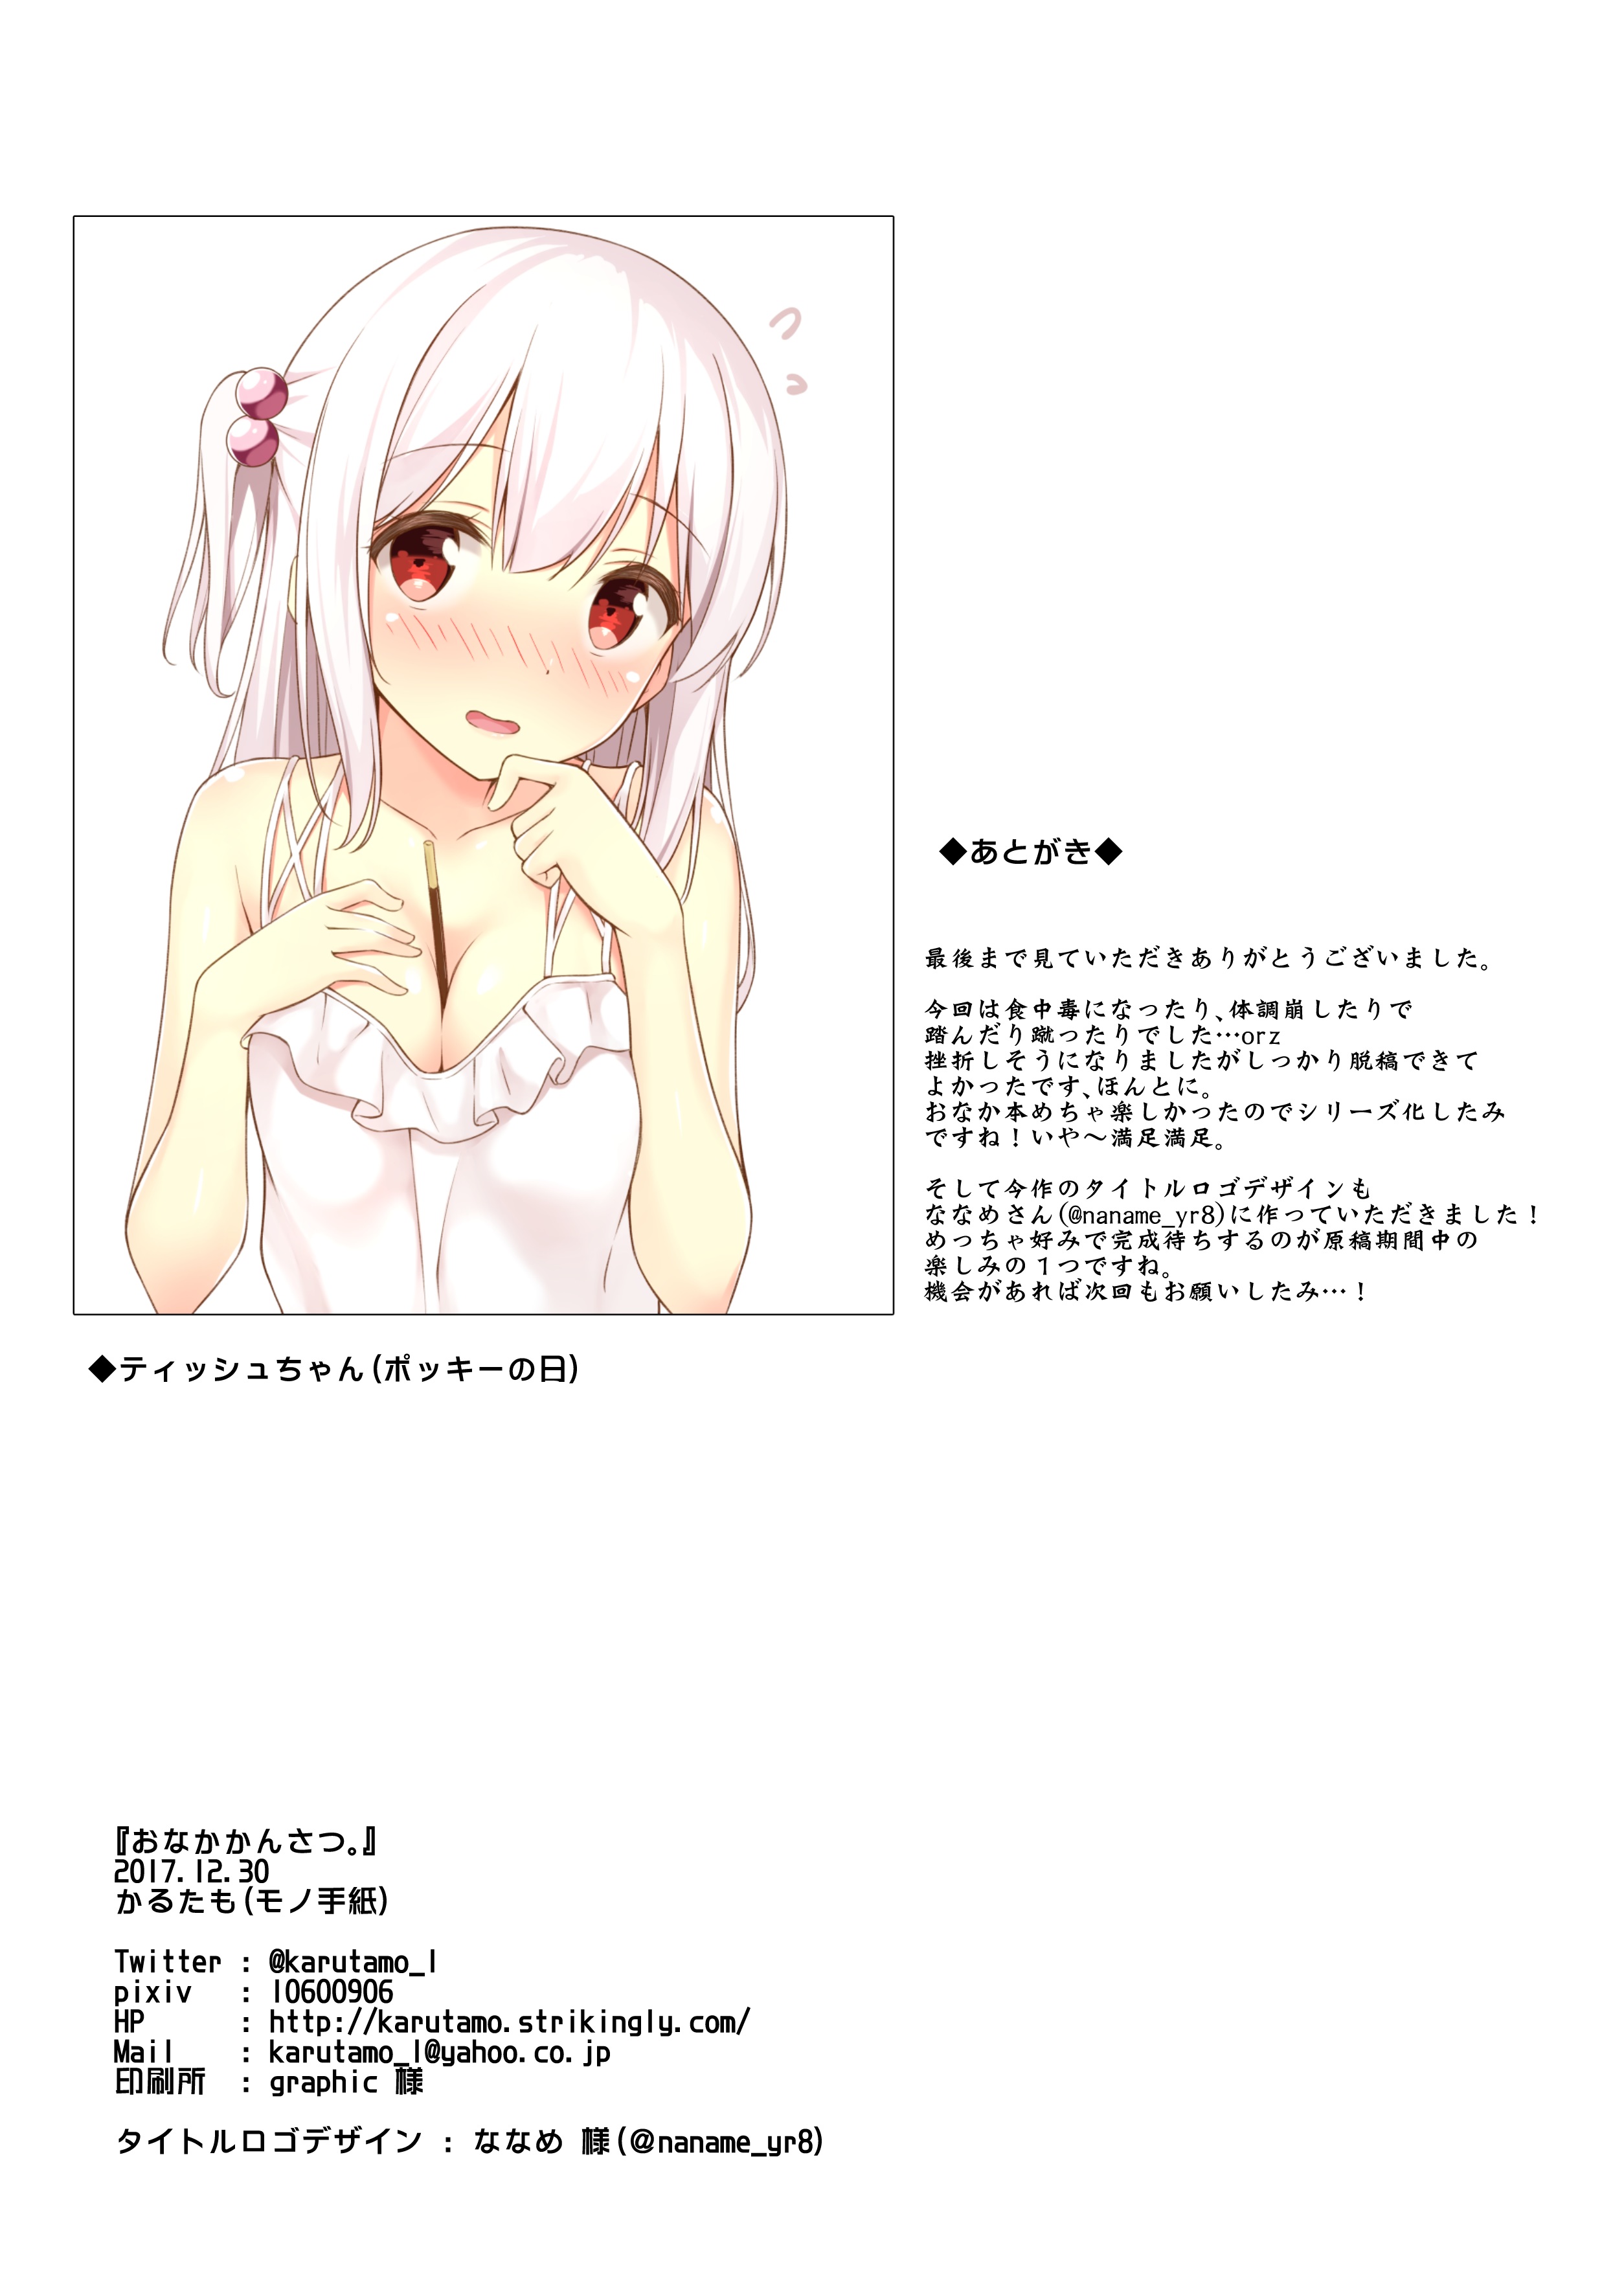 ◆あとがき◆
最後まで見ていただきありがとうございました。
今回は食中毒になったり、体調崩したりで
踏んだり蹴ったりでした…orz
挫折しそうになりましたがしっかり脱稿できて
よかったです、ほんとに。
おなか本めちゃ楽しかったのでシリーズ化したみ
ですね！いや～満足満足。
そして今作のタイトルロゴデザインも
ななめさん(@naname_yr8)に作っていただきました！
めっちゃ好みで完成待ちするのが原稿期間中の
楽しみの１つですね。
機会があれば次回もお願いしたみ…！
◆ティッシュちゃん(ポッキーの日)
『おなかかんさつ。』
2017.12.30
かるたも(モノ手紙)
Twitter : @karutamo_1
pixiv : 10600906
HP : http://karutamo.strikingly.com/
Mail : karutamo_1@yahoo.co.jp
印刷所 : graphic 様
タイトルロゴデザイン : ななめ 様(@naname_yr8)